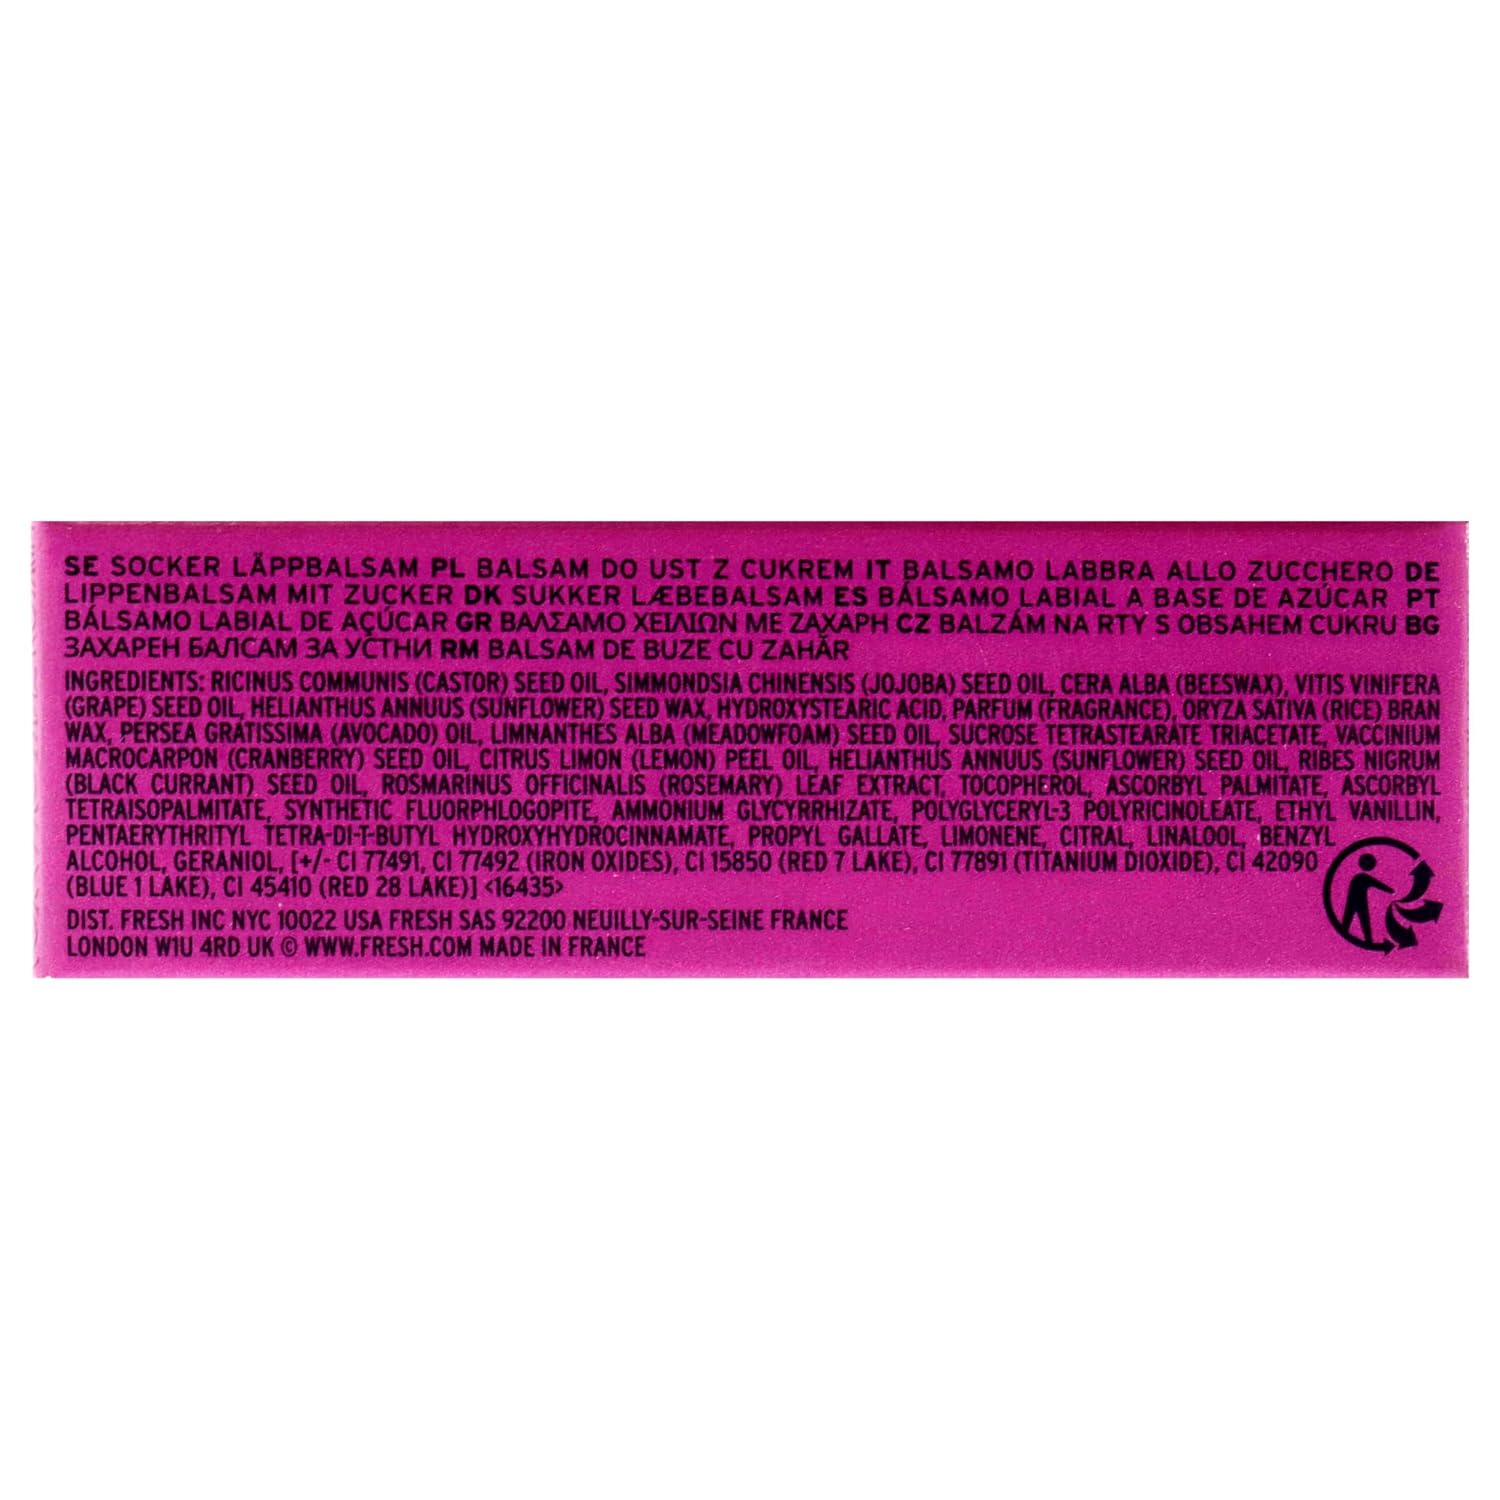 SE SOCKER LÄPPBALSAM PL BALSAM DO UST Z CUKREM IT BALSAMO LABBRA ALLO ZUCCHERO DE
LIPPENBALSAM MIT ZUCKER DK SUKKER LÆBEBALSAM ES BÁLSAMO LABIAL A BASE DE AZÚCAR PT
BÁLSAMO LABIAL DE AÇÚCAR GR ΒΑΛΣΑΜΟ ΧΕΙΛΙΩΝ ΜΕ ΖΑΧΑΡΗ CZ BALZÁM NA RTY S OBSAHEM CUKRU BG
ЗАХАРЕН БАЛСАМ ЗА УСТНИ RM BALSAM DE BUZE CU ZAHĂR
INGREDIENTS: RICINUS COMMUNIS (CASTOR) SEED OIL, SIMMONDSIA CHINENSIS (JOJOBA) SEED OIL, CERA ALBA (BEESWAX), VITIS VINIFERA
(GRAPE) SEED OIL, HELIANTHUS ANNUUS (SUNFLOWER) SEED WAX, HYDROXYSTEARIC ACID, PARFUM (FRAGRANCE), ORYZA SATIVA (RICE) BRAN
WAX, PERSEA GRATISSIMA (AVOCADO) OIL, LIMNANTHES ALBA (MEADOWFOAM) SEED OIL, SUCROSE TETRASTEARATE TRIACETATE, VACCINIUM
MACROCARPON (CRANBERRY) SEED OIL, CITRUS LIMON (LEMON) PEEL OIL, HELIANTHUS ANNUUS (SUNFLOWER) SEED OIL, RIBES NIGRUM
(BLACK CURRANT) SEED OIL, ROSMARINUS OFFICINALIS (ROSEMARY) LEAF EXTRACT, TOCOPHEROL, ASCORBYL PALMITATE, ASCORBYL
TETRAISOPALMITATE, SYNTHETIC FLUORPHLOGOPITE, AMMONIUM GLYCYRRHIZATE, POLYGLYCERYL-3 POLYRICINOLEATE, ETHYL VANILLIN,
PENTAERYTHRITYL TETRA-DI-T-BUTYL HYDROXYHYDROCINNAMATE, PROPYL GALLATE, LIMONENE, CITRAL, LINALOOL, BENZYL
ALCOHOL, GERANIOL, [+/- CI 77491, CI 77492 (IRON OXIDES), CI 15850 (RED 7 LAKE), CI 77891 (TITANIUM DIOXIDE), CI 42090
(BLUE 1 LAKE), CI 45410 (RED 28 LAKE)] <16435>
DIST. FRESH INC NYC 10022 USA FRESH SAS 92200 NEUILLY-SUR-SEINE FRANCE
LONDON W1U 4RD UK © WWW.FRESH.COM MADE IN FRANCE